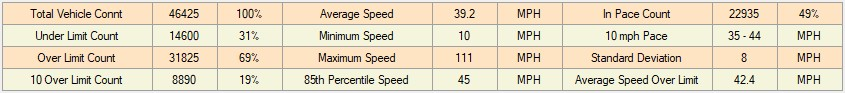 Total Vehicle Connt 46425 100% Average Speed 39.2 MPH In Pace Count 22935 49%
Under Limit Count 14600 31% Minimum Speed 10 MPH 10 mph Pace 35 - 44 MPH
Over Limit Count 31825 69% Maximum Speed 111 MPH Standard Deviation 8 MPH
10 Over Limit Count 8890 19% 85th Percentile Speed 45 MPH Average Speed Over Limit 42.4 MPH